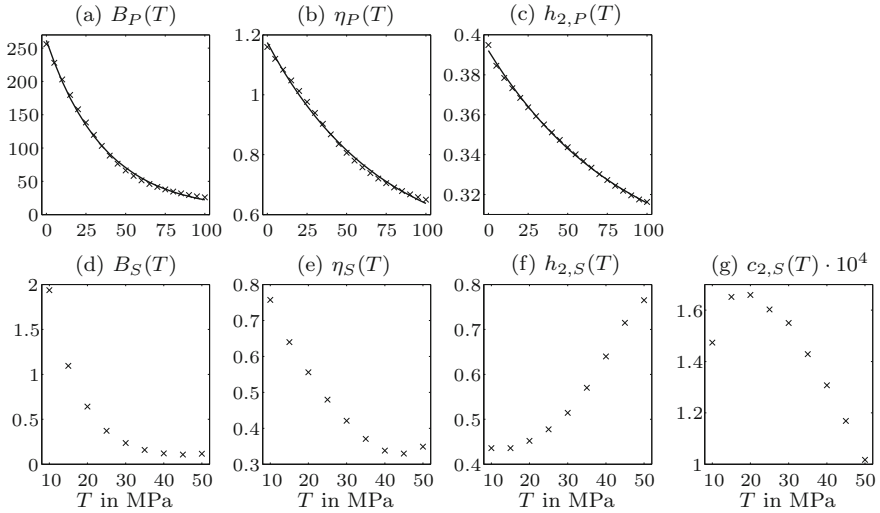 (a) B_P(T) (b) η_P(T) (c) h_{2,P}(T)
250 200 150 100 50 0
0 25 50 75 100
1.2 1 0.8 0.6
0 25 50 75 100
0.4 0.38 0.36 0.34 0.32
0 25 50 75 100
(d) B_S(T) (e) η_S(T) (f) h_{2,S}(T) (g) c_{2,S}(T) · 10^4
2 1.5 1 0.5 0
10 20 30 40 50
T in MPa
0.8 0.7 0.6 0.5 0.4 0.3
10 20 30 40 50
T in MPa
0.8 0.7 0.6 0.5 0.4
10 20 30 40 50
T in MPa
1.6 1.4 1.2 1
10 20 30 40 50
T in MPa